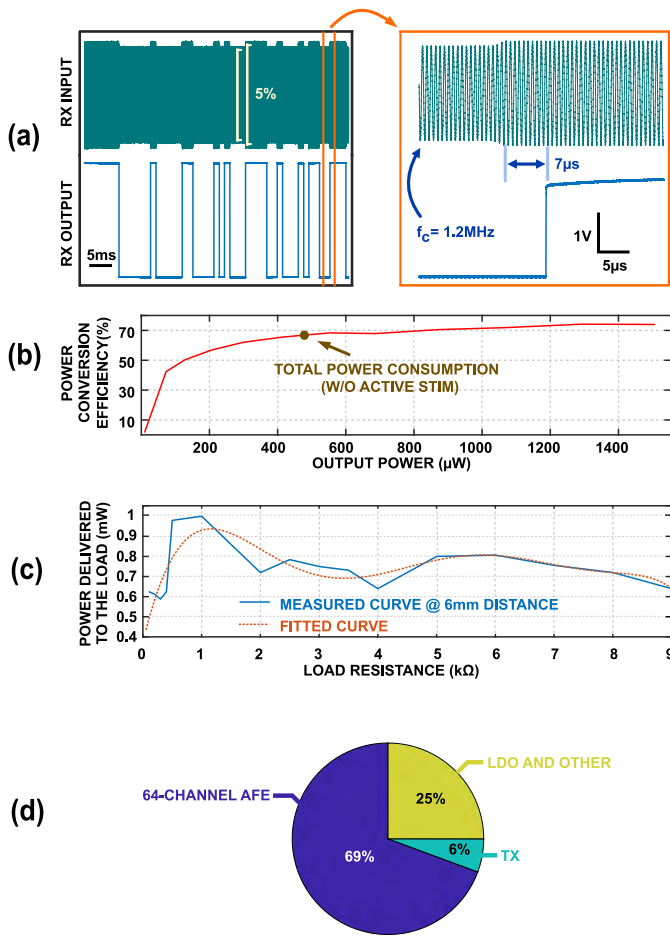 (a)
RX INPUT
5%
RX OUTPUT
5ms
7µs
fc= 1.2MHz
1V
5µs
(b)
POWER
CONVERSION
EFFICIENCY(%)
70
50
30
10
TOTAL POWER CONSUMPTION
(W/O ACTIVE STIM)
200 400 600 800 1000 1200 1400
OUTPUT POWER (µW)
(c)
POWER DELIVERED
TO THE LOAD (mW)
1
0.9
0.8
0.7
0.6
0.5
0.4
MEASURED CURVE @ 6mm DISTANCE
FITTED CURVE
0 1 2 3 4 5 6 7 8 9
LOAD RESISTANCE (kΩ)
(d)
LDO AND OTHER
64-CHANNEL AFE
25%
6%
TX
69%